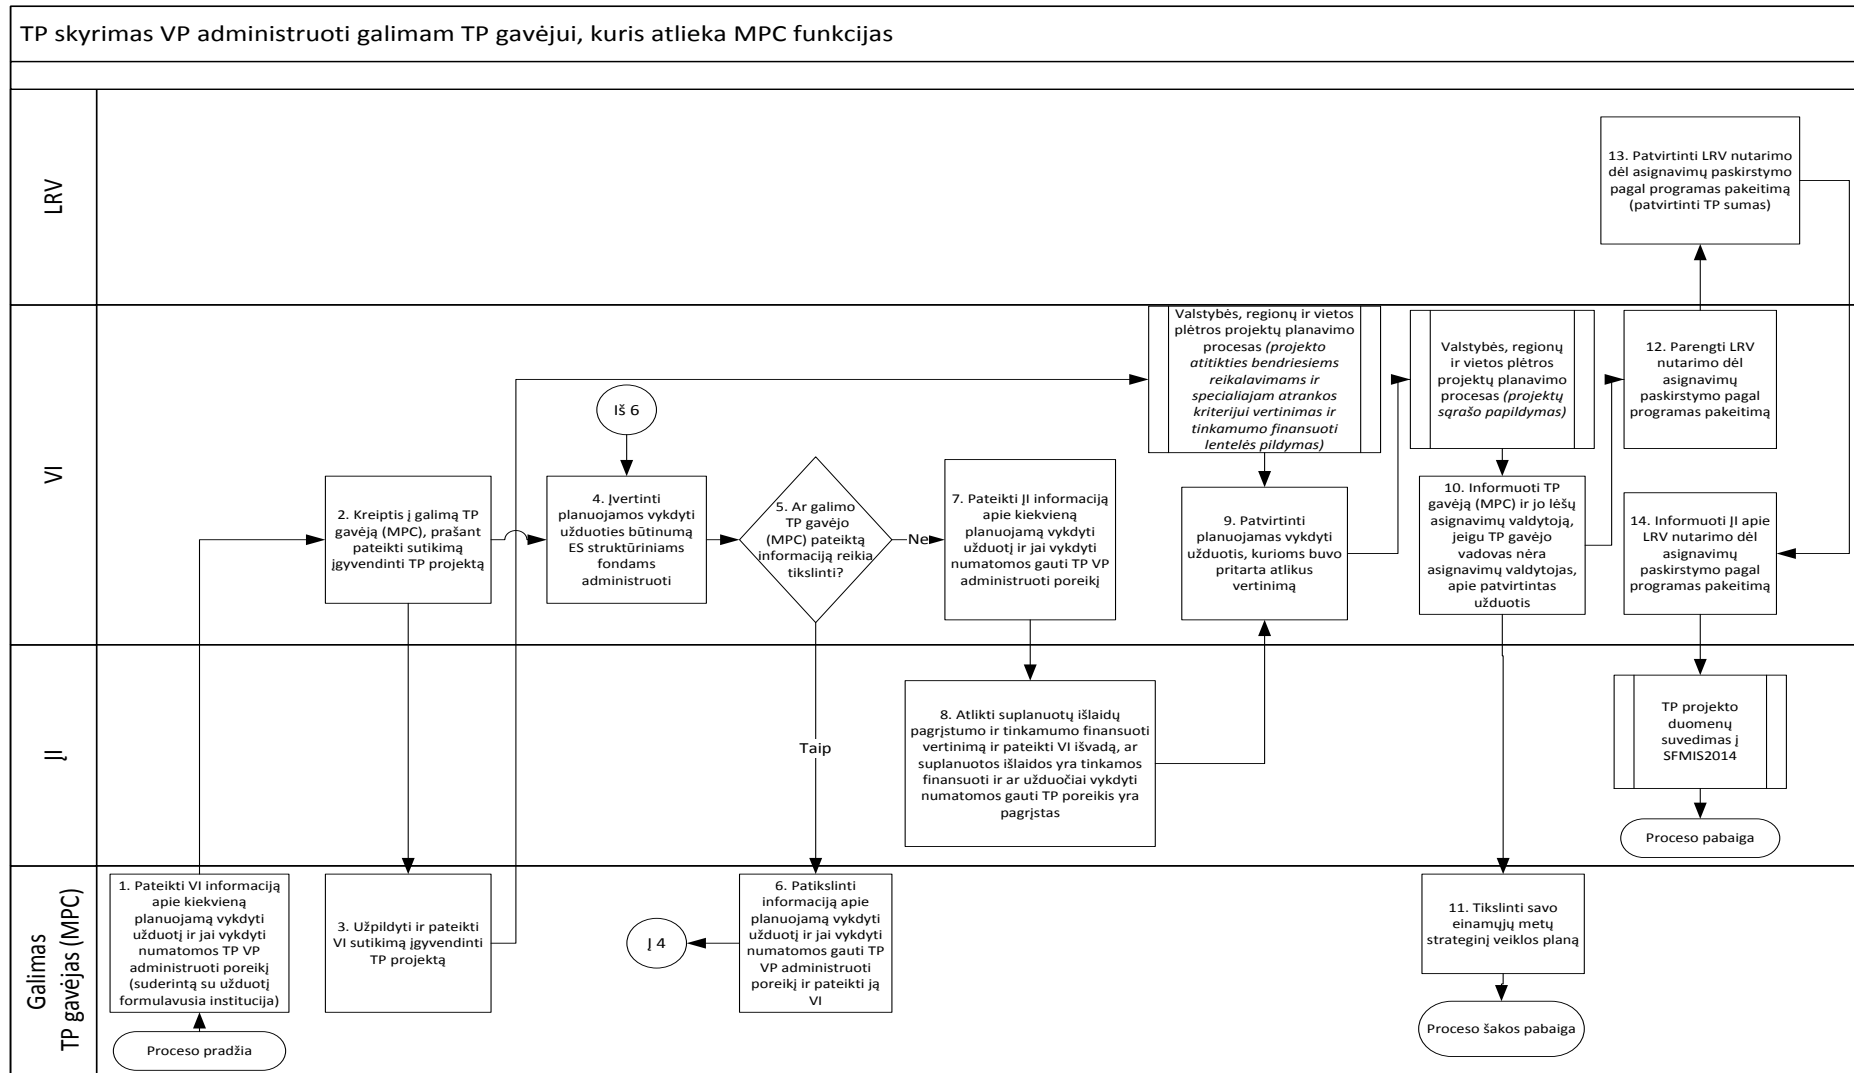 TP skyrimas VP administruoti galimam TP gavėjui, kuris atlieka MPC funkcijas
LRV
13. Patvirtinti LRV nutarimo
dėl asignavimų paskirstymo
pagal programas pakeitimą
(patvirtinti TP sumas)
VI
2. Kreiptis į galimą TP
gavėją (MPC), prašant
pateikti sutikimą
įgyvendinti TP projektą
Iš 6
4. Įvertinti
planuojamos vykdyti
užduoties būtinumą
ES struktūriniams
fondams
administruoti
5. Ar galimo
TP gavėjo
(MPC) pateiktą
informaciją reikia
tikslinti?
Ne
Taip
7. Pateikti ĮI informaciją
apie kiekvieną
planuojamą vykdyti
užduotį ir jai vykdyti
numatomos gauti TP VP
administruoti poreikį
Valstybės, regionų ir vietos
plėtros projektų planavimo
procesas (projekto
atitikties bendriesiems
reikalavimams ir
specialiajam atrankos
kriterijui vertinimas ir
tinkamumo finansuoti
lentelės pildymas)
9. Patvirtinti
planuojamas vykdyti
užduotis, kurioms buvo
pritarta atlikus
vertinimą
Valstybės, regionų
ir vietos plėtros
projektų planavimo
procesas (projektų
sąrašo papildymas)
10. Informuoti TP
gavėją (MPC) ir jo lėšų
asignavimų valdytoją,
jeigu TP gavėjo
vadovas nėra
asignavimų valdytojas,
apie patvirtintas
užduotis
12. Parengti LRV
nutarimo dėl
asignavimų
paskirstymo pagal
programas pakeitimą
14. Informuoti ĮI apie
LRV nutarimo dėl
asignavimų
paskirstymo pagal
programas pakeitimą
ĮI
8. Atlikti suplanuotų išlaidų
pagrįstumo ir tinkamumo finansuoti
vertinimą ir pateikti VI išvadą, ar
suplanuotos išlaidos yra tinkamos
finansuoti ir ar užduočiai vykdyti
numatomos gauti TP poreikis yra
pagrįstas
TP projekto
duomenų
suvedimas į
SFMIS2014
Proceso pabaiga
Galimas
TP gavėjas (MPC)
1. Pateikti VI informaciją
apie kiekvieną
planuojamą vykdyti
užduotį ir jai vykdyti
numatomos TP VP
administruoti poreikį
(suderintą su užduotį
formulavusia institucija)
Proceso pradžia
3. Užpildyti ir pateikti
VI sutikimą įgyvendinti
TP projektą
Į 4
6. Patikslinti
informaciją apie
planuojamą vykdyti
užduotį ir jai vykdyti
numatomos gauti TP
VP administruoti
poreikį ir pateikti ją
VI
11. Tikslinti savo
einamųjų metų
strateginį veiklos planą
Proceso šakos pabaiga